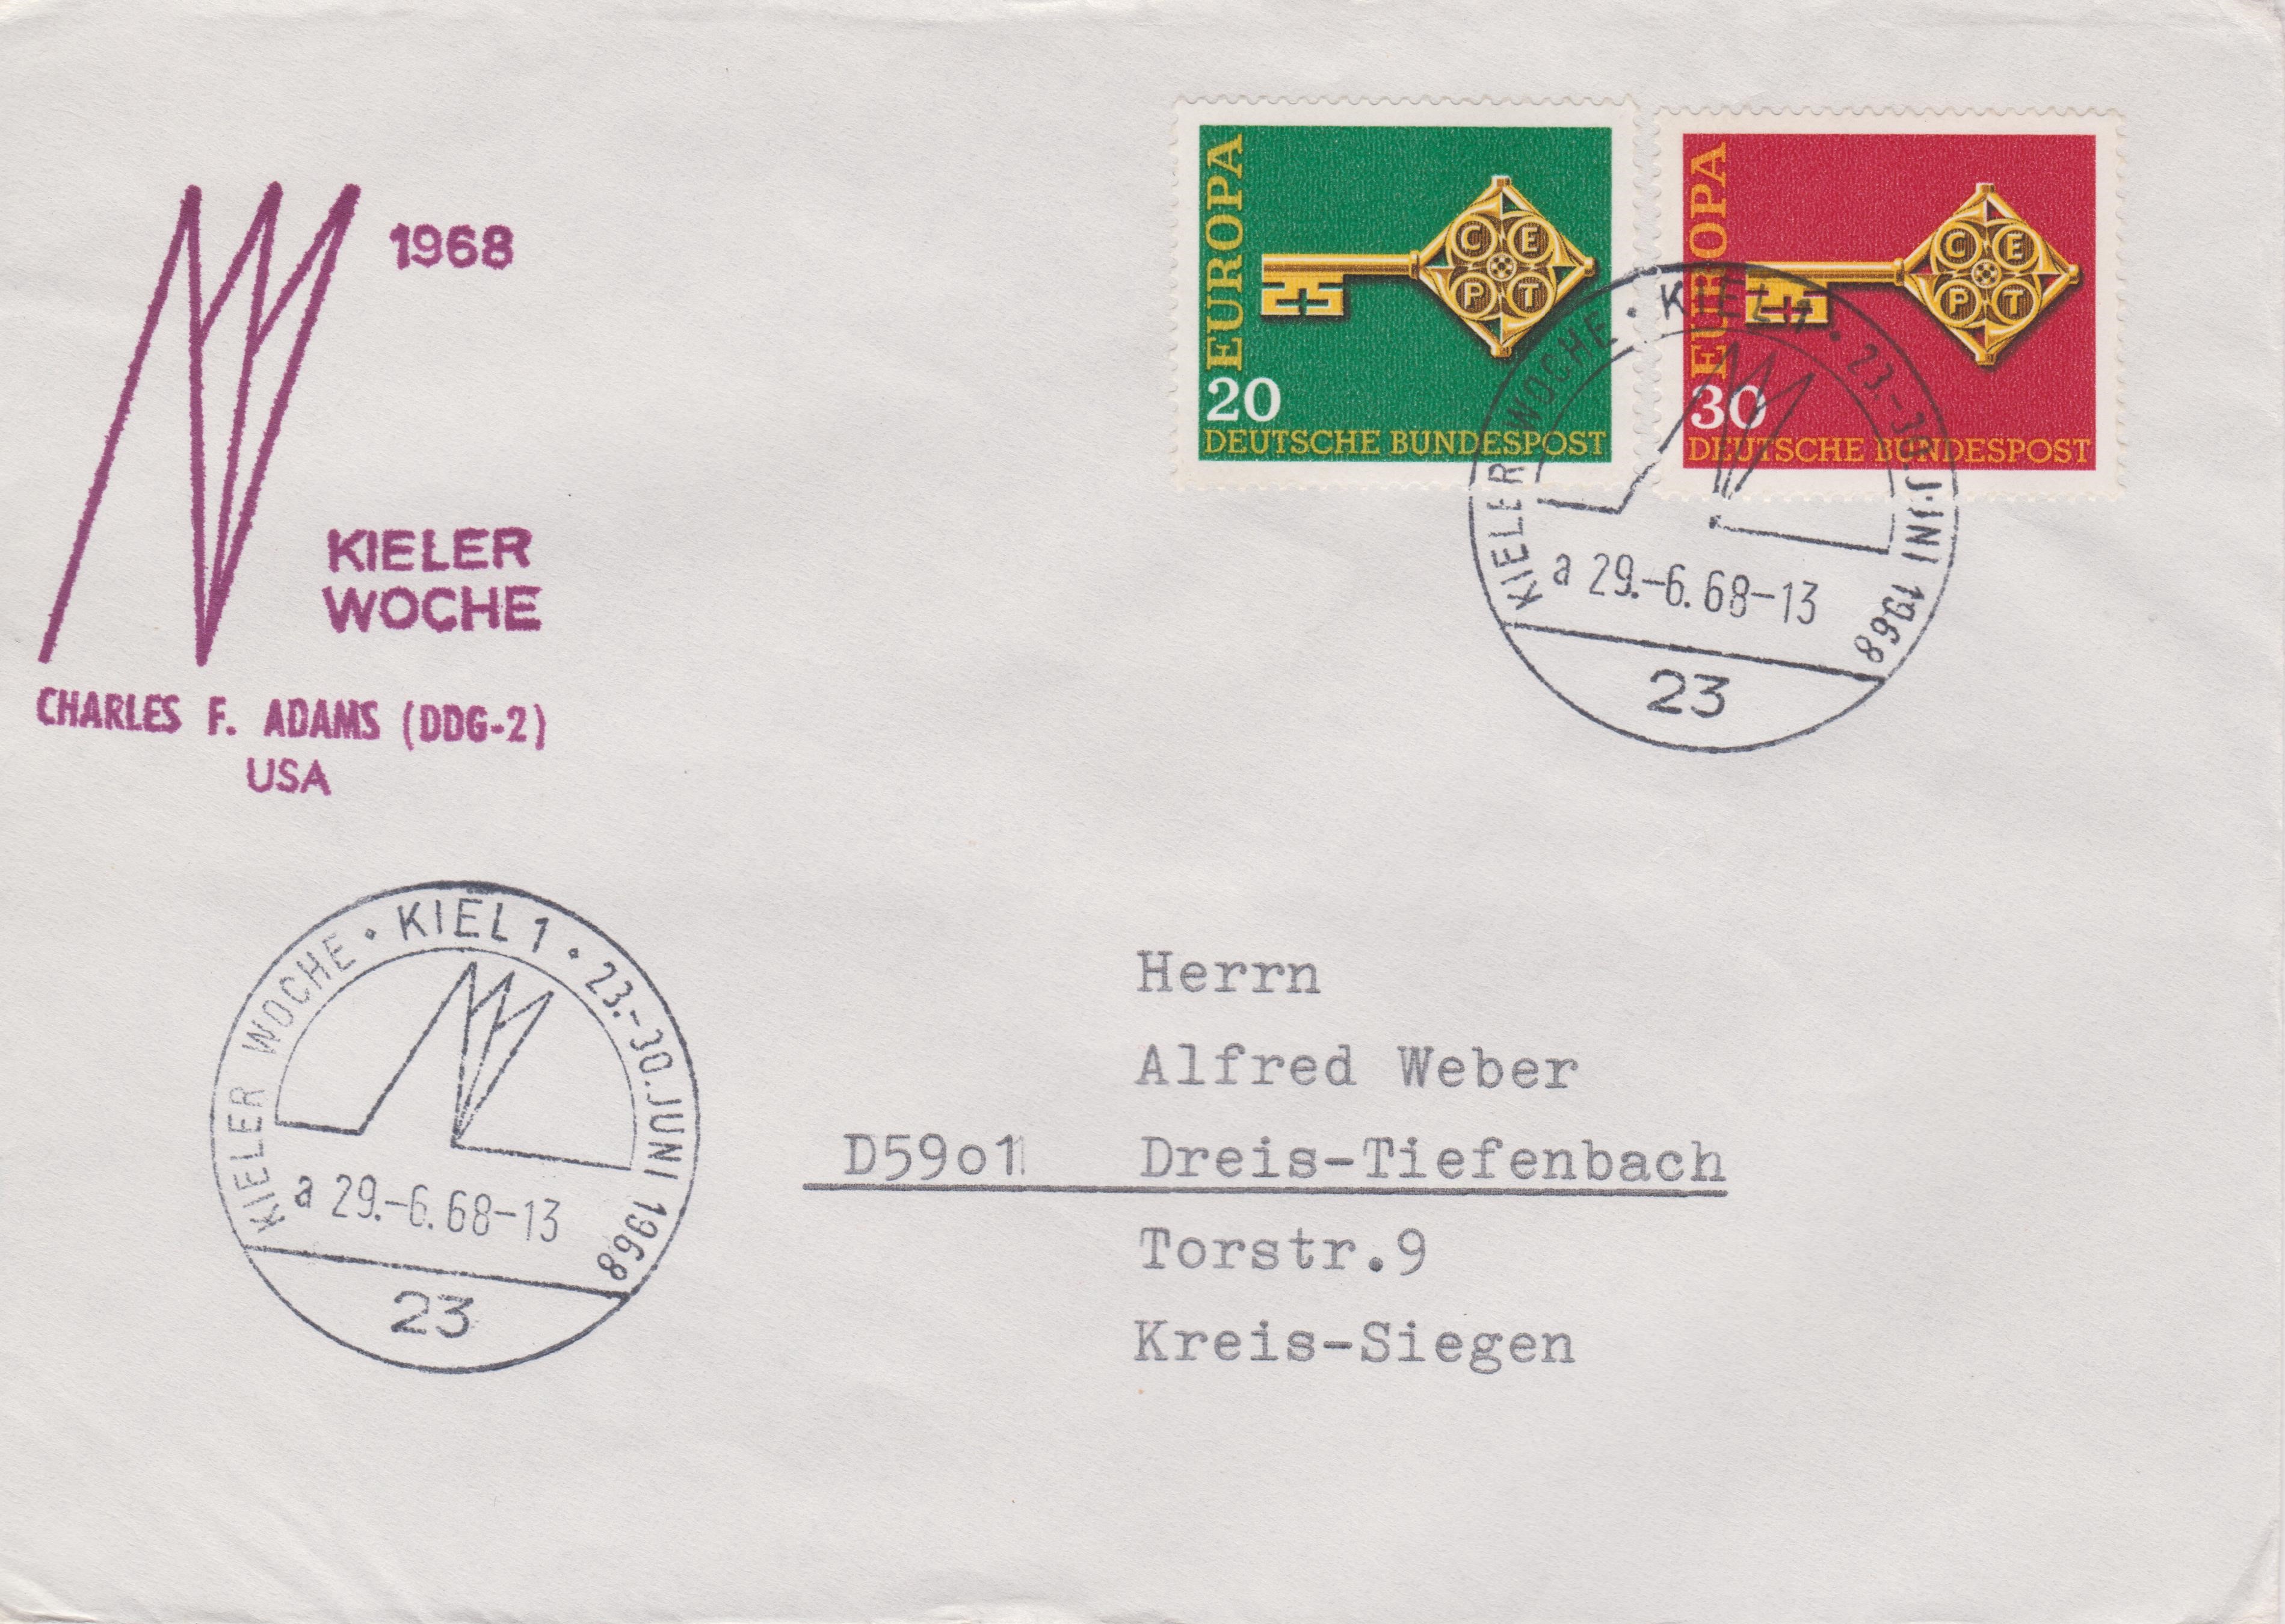 1968
KIELER
WOCHE
CHARLES F. ADAMS (DDG-2)
USA
EUROPA
C E
P T
20
DEUTSCHE BUNDESPOST
EUROPA
C E
P T
30
DEUTSCHE BUNDESPOST
KIELER WOCHE · KIEL 1 · 23.-30. JUNI 1968
a 29.-6.68-13
23
KIELER WOCHE · KIEL 1 · 23.-30. JUNI 1968
a 29.-6.68-13
23
Herrn
Alfred Weber
D59o1 Dreis-Tiefenbach
Torstr.9
Kreis-Siegen